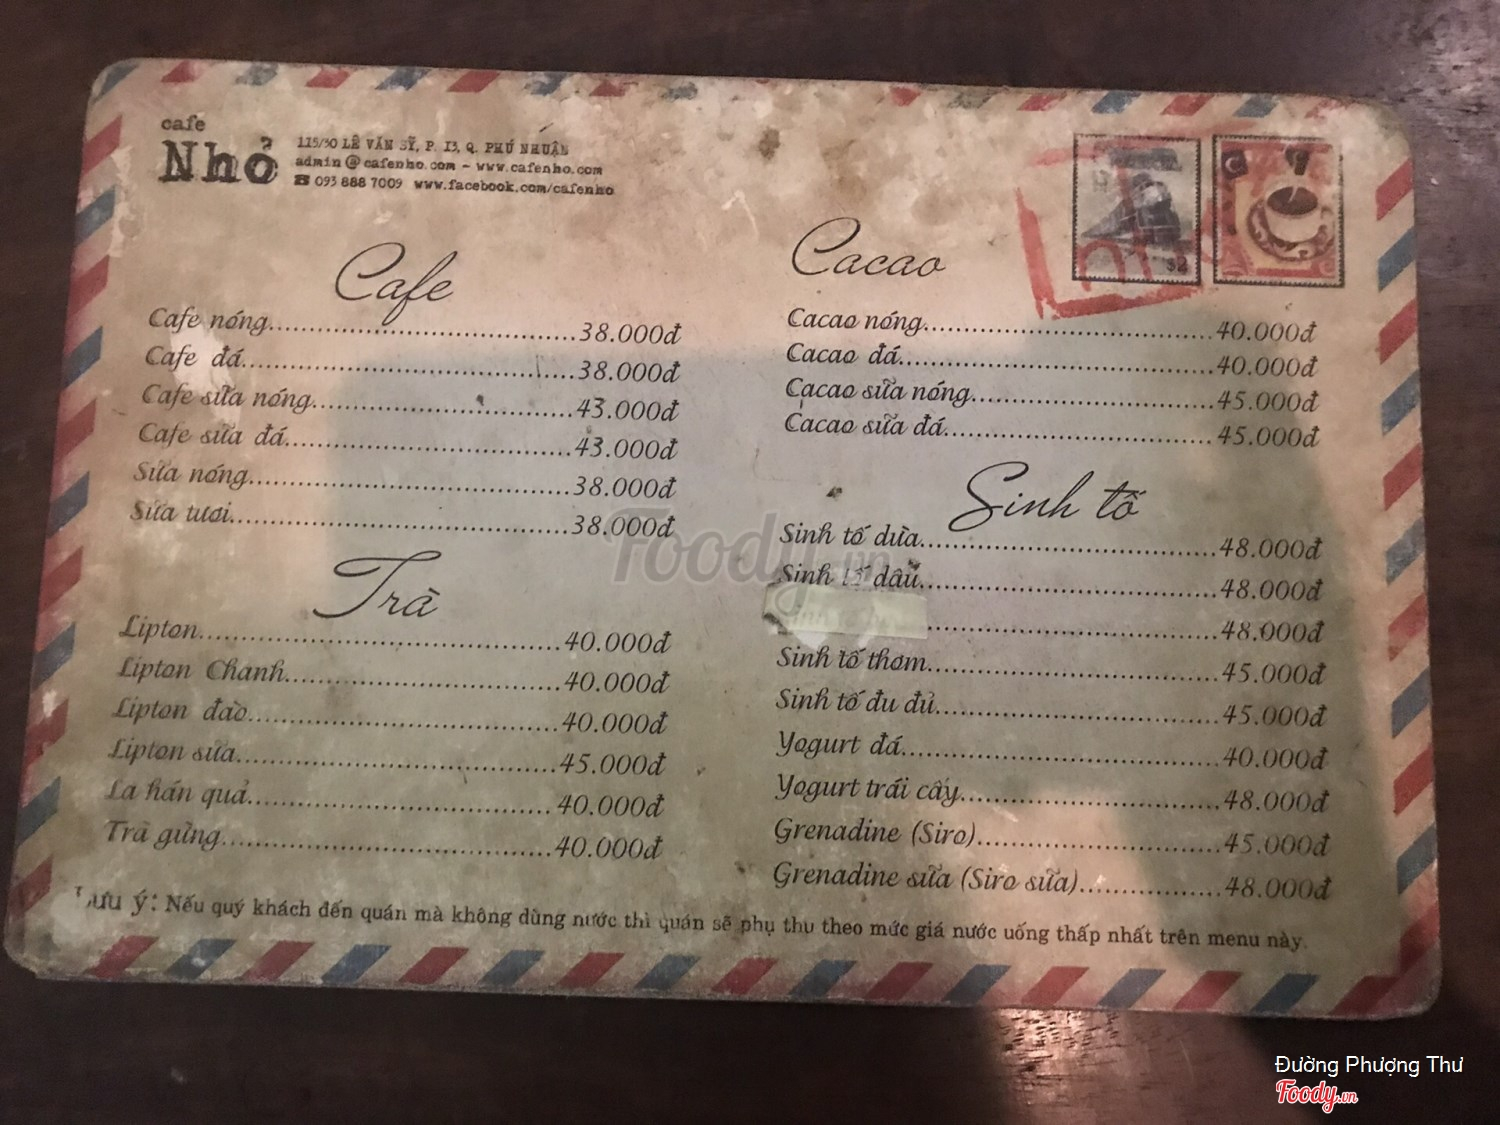 cafe
Nhỏ
115/30 LÊ VĂN SỸ, P. 13, Q. PHÚ NHUẬN
admin@cafenho.com - www.cafenho.com
☎ 093 888 7009 www.facebook.com/cafenho
Cafe
Cafe nóng..............................38.000đ
Cafe đá..............................38.000đ
Cafe sữa nóng..............................43.000đ
Cafe sữa đá..............................43.000đ
Sữa nóng..............................38.000đ
Sữa tươi..............................38.000đ
Trà
Lipton..............................40.000đ
Lipton Chanh..............................40.000đ
Lipton đào..............................40.000đ
Lipton sữa..............................45.000đ
La hán quả..............................40.000đ
Trà gừng..............................40.000đ
Cacao
Cacao nóng..............................40.000đ
Cacao đá..............................40.000đ
Cacao sữa nóng..............................45.000đ
Cacao sữa đá..............................45.000đ
Sinh tố
Sinh tố dừa..............................48.000đ
Sinh tố dâu..............................48.000đ
..............................48.000đ
Sinh tố thơm..............................45.000đ
Sinh tố đu đủ..............................45.000đ
Yogurt đá..............................40.000đ
Yogurt trái cây..............................48.000đ
Grenadine (Siro)..............................45.000đ
Grenadine sữa (Siro sữa)..............................48.000đ
Lưu ý: Nếu quý khách đến quán mà không dùng nước thì quán sẽ phụ thu theo mức giá nước uống thấp nhất trên menu này.
Foody.vn
Đường Phượng Thư
Foody.vn